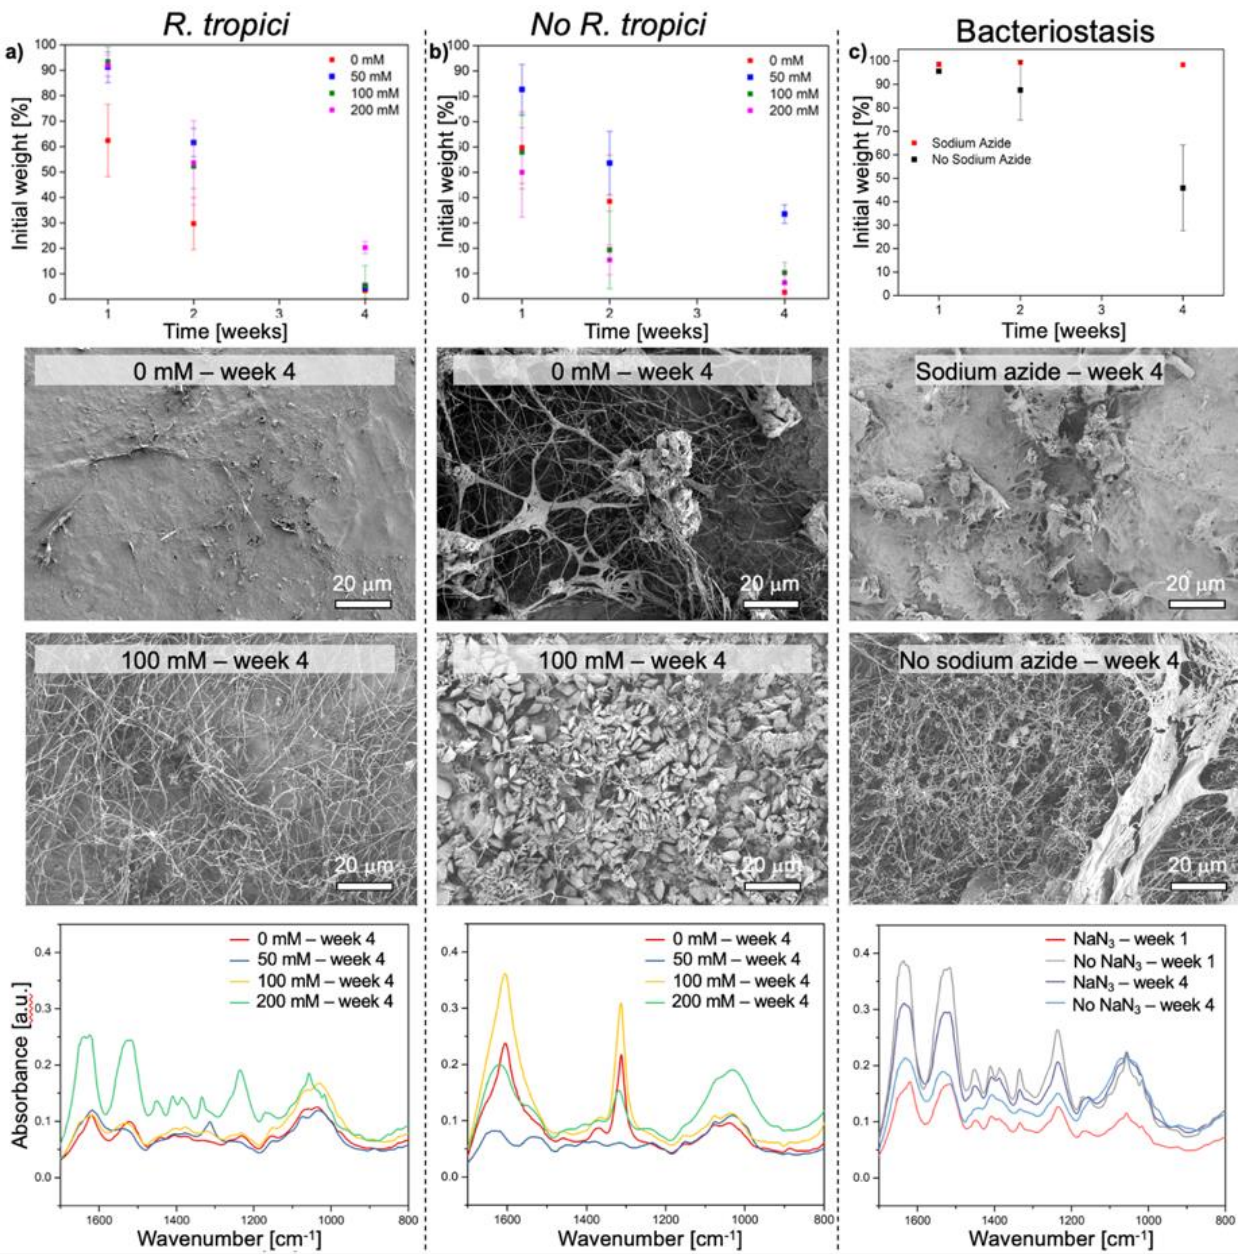 R. tropici
No R. tropici
Bacteriostasis
a)
100
90
80
70
60
50
40
30
20
10
0
Initial weight [%]
0 mM
50 mM
100 mM
200 mM
1
2
3
4
Time [weeks]
b)
100
90
80
70
60
50
40
30
20
10
0
Initial weight [%]
0 mM
50 mM
100 mM
200 mM
1
2
3
4
Time [weeks]
c)
100
90
80
70
60
50
40
30
20
10
0
Initial weight [%]
Sodium Azide
No Sodium Azide
1
2
3
4
Time [weeks]
0 mM – week 4
20 μm
0 mM – week 4
20 μm
Sodium azide – week 4
20 μm
100 mM – week 4
20 μm
100 mM – week 4
20 μm
No sodium azide – week 4
20 μm
Absorbance [a.u.]
0.4
0.3
0.2
0.1
0.0
0 mM – week 4
50 mM – week 4
100 mM – week 4
200 mM – week 4
1600 1400 1200 1000 800
Wavenumber [cm-1]
0.4
0.3
0.2
0.1
0.0
0 mM – week 4
50 mM – week 4
100 mM – week 4
200 mM – week 4
1600 1400 1200 1000 800
Wavenumber [cm-1]
0.4
0.3
0.2
0.1
0.0
NaN3 – week 1
No NaN3 – week 1
NaN3 – week 4
No NaN3 – week 4
1600 1400 1200 1000 800
Wavenumber [cm-1]